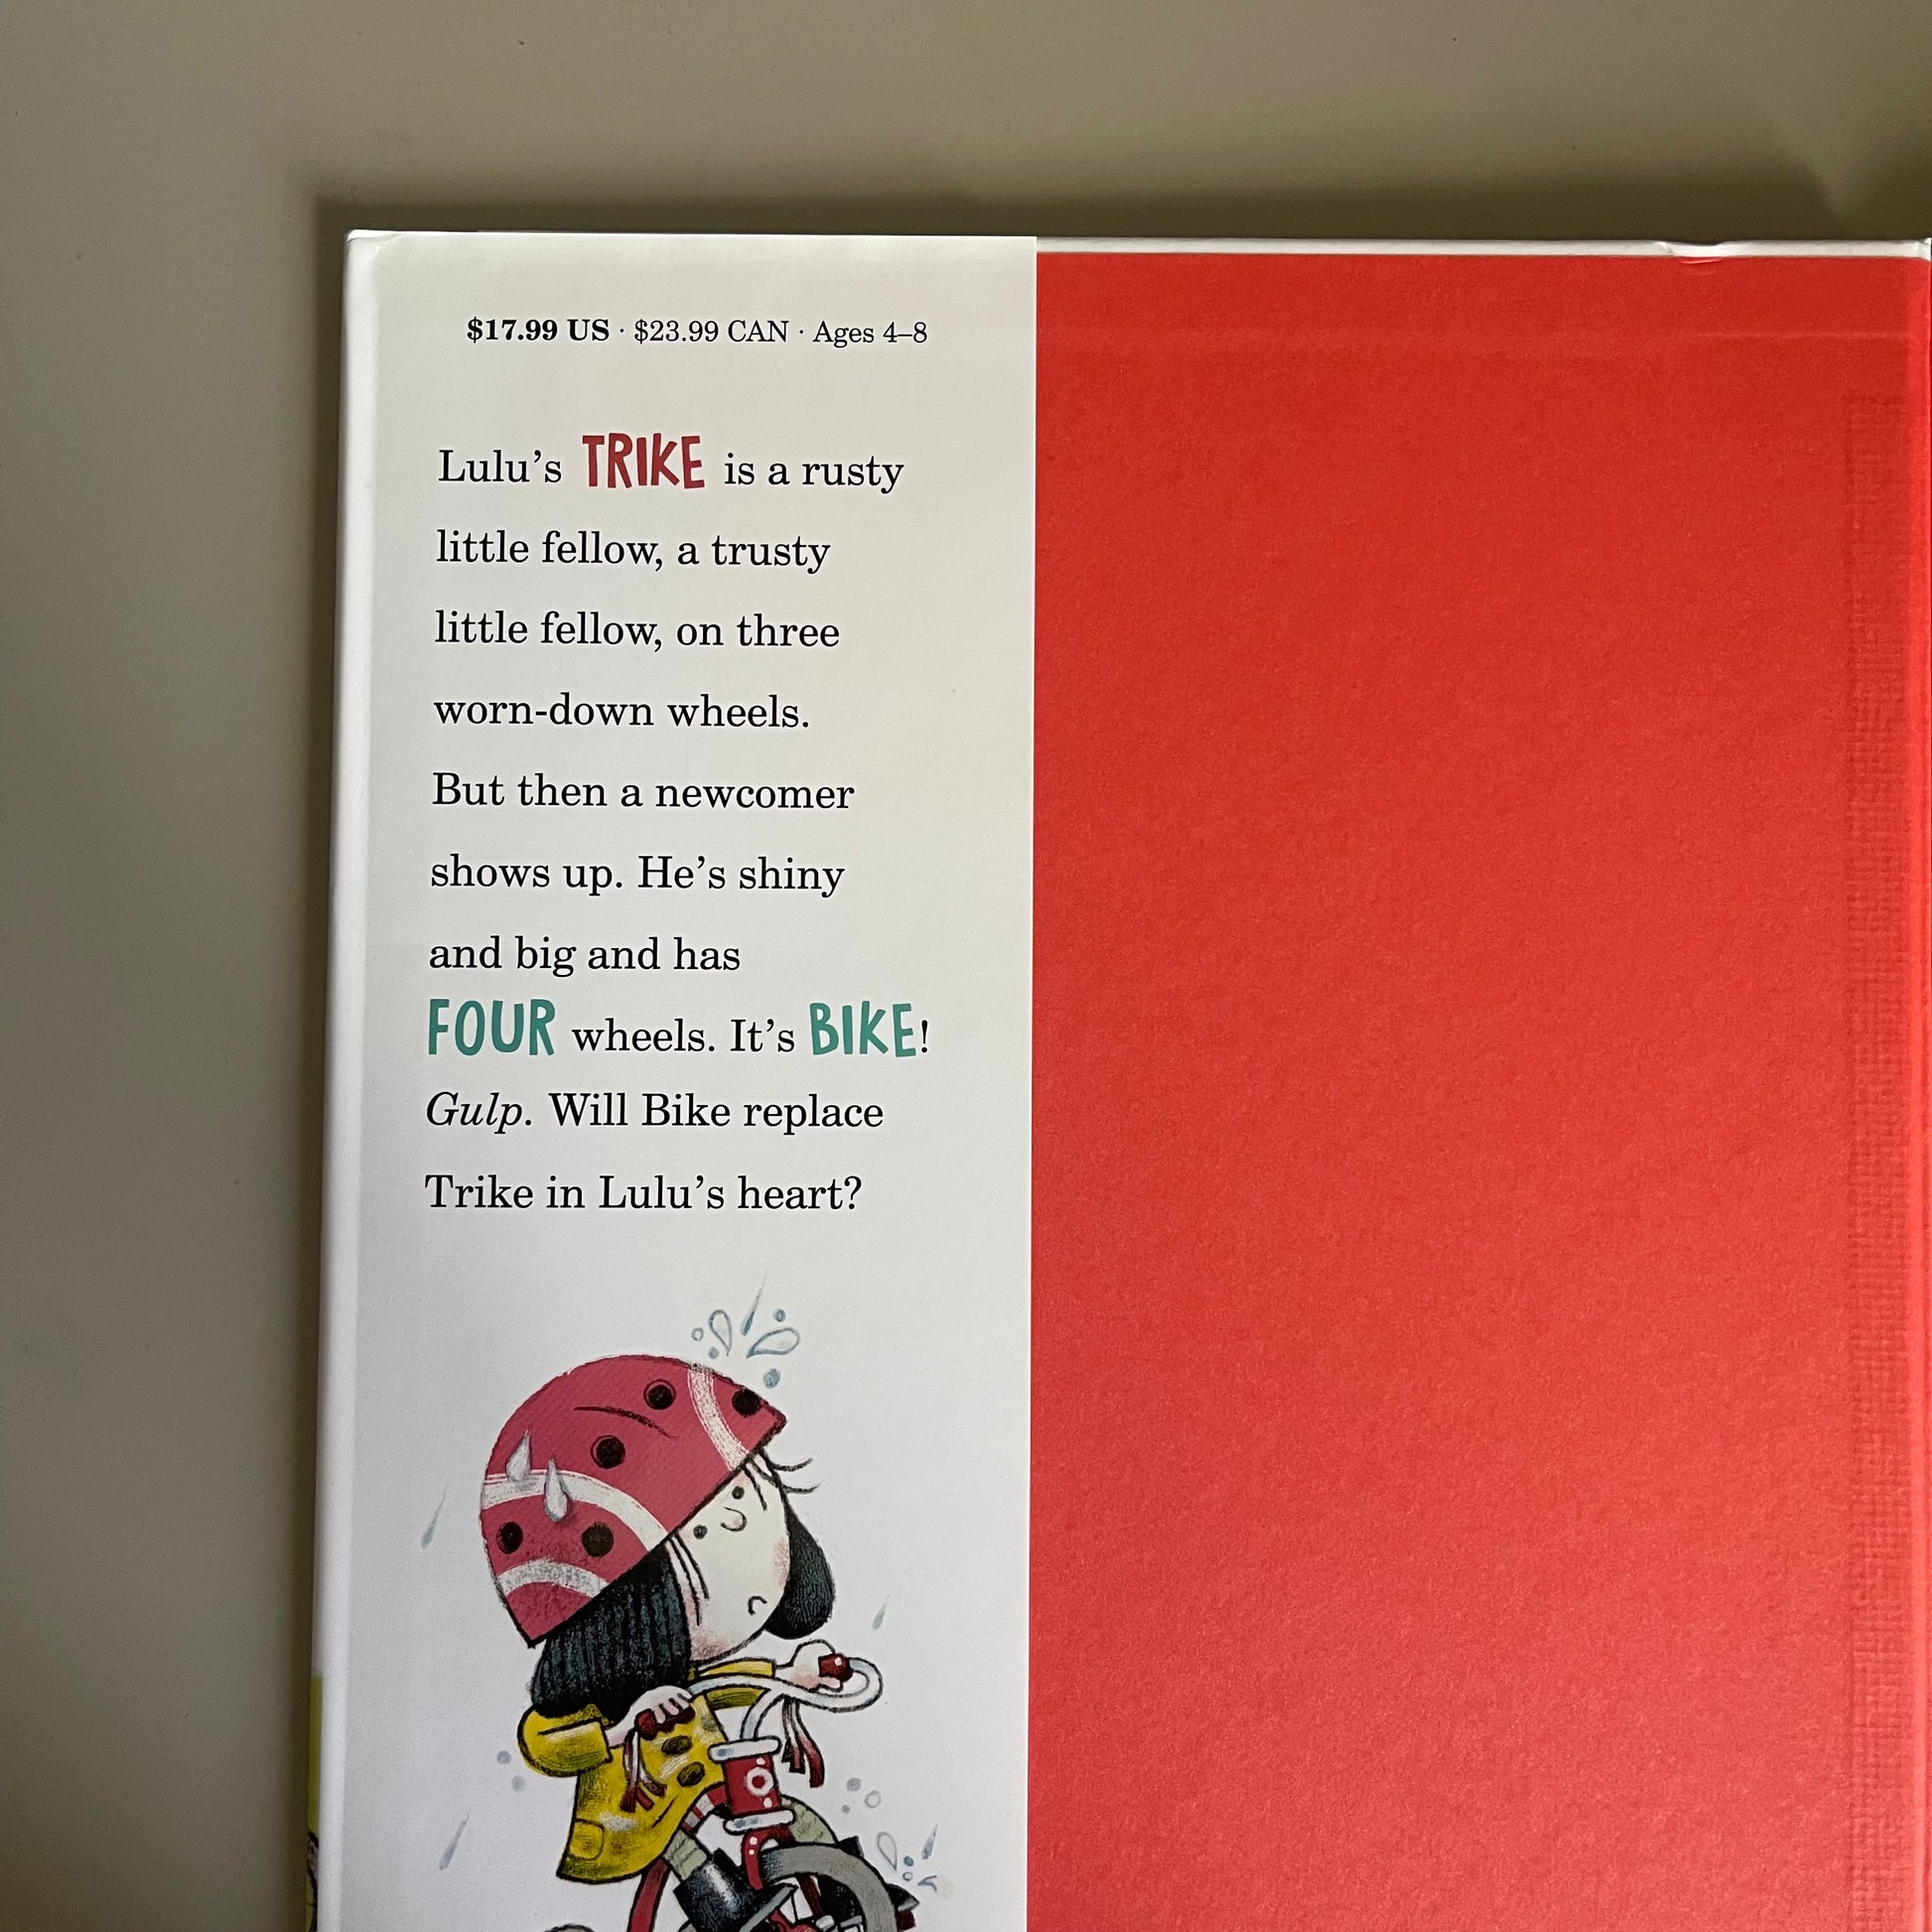 $17.99 US · $23.99 CAN · Ages 4–8
Lulu’s TRIKE is a rusty
little fellow, a trusty
little fellow, on three
worn-down wheels.
But then a newcomer
shows up. He’s shiny
and big and has
FOUR wheels. It’s BIKE!
Gulp. Will Bike replace
Trike in Lulu’s heart?